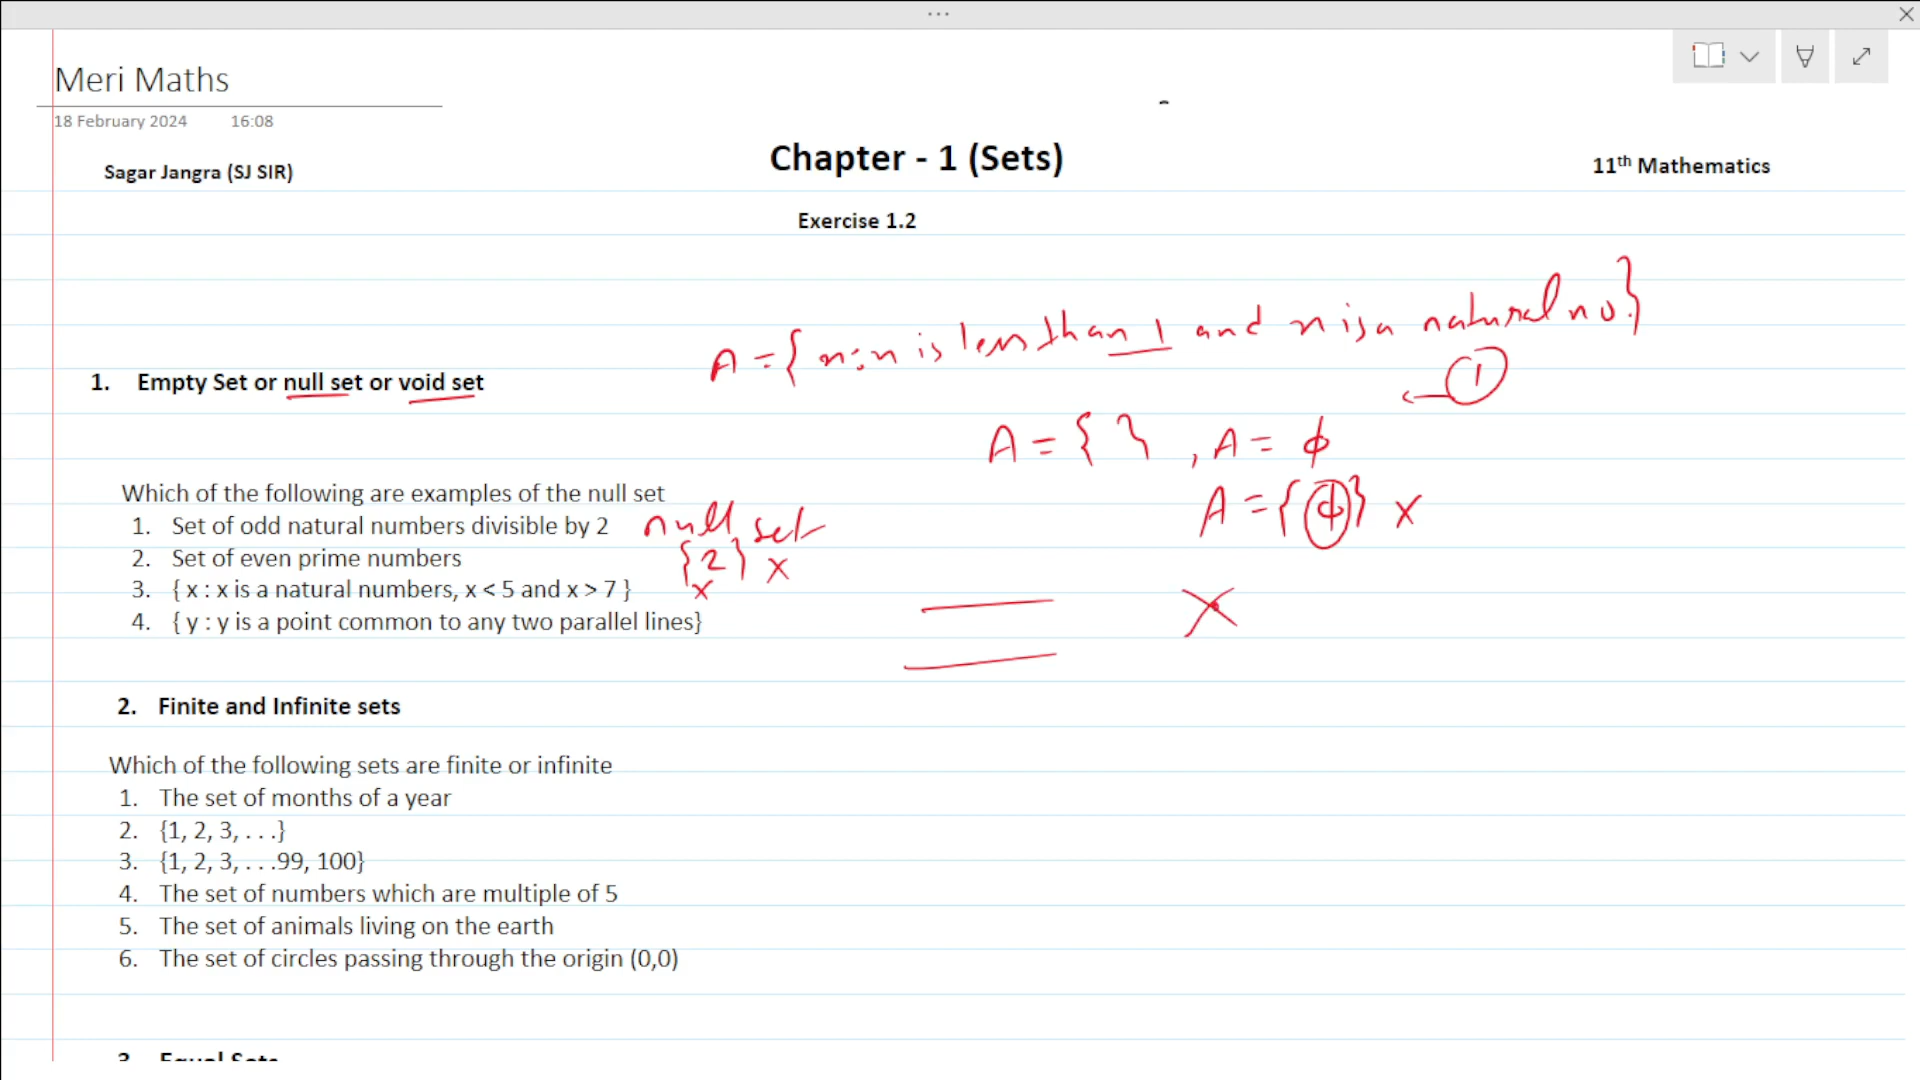 Meri Maths
18 February 2024 16:08
Sagar Jangra (SJ SIR)
Chapter - 1 (Sets)
11th Mathematics
Exercise 1.2
A = { n : n is less than 1 and n is a natural no. }
1. Empty Set or null set or void set
1
A = { } , A = ϕ
A = { ϕ } x
Which of the following are examples of the null set
1. Set of odd natural numbers divisible by 2 null set
2. Set of even prime numbers {2} x
3. { x : x is a natural numbers, x < 5 and x > 7 } x
4. { y : y is a point common to any two parallel lines}
2. Finite and Infinite sets
Which of the following sets are finite or infinite
1. The set of months of a year
2. {1, 2, 3, . . .}
3. {1, 2, 3, . . .99, 100}
4. The set of numbers which are multiple of 5
5. The set of animals living on the earth
6. The set of circles passing through the origin (0,0)
3. Equal Sets